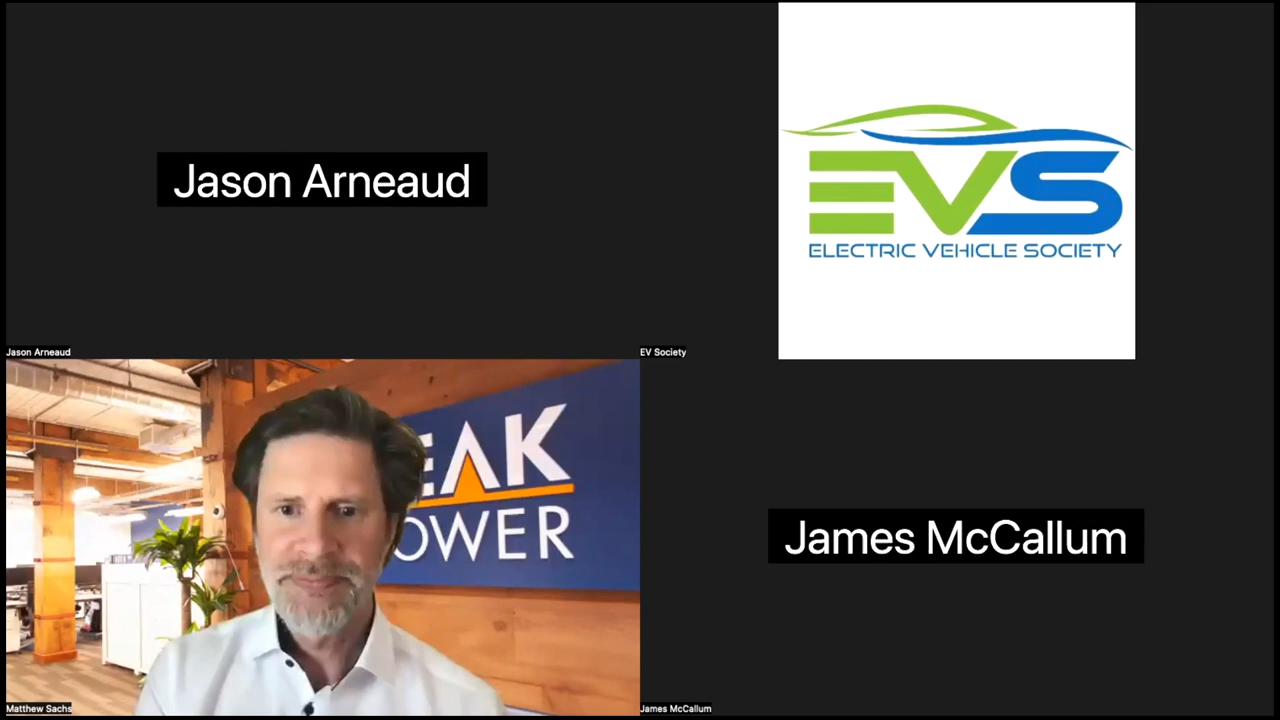 Jason Arneaud
EVS
ELECTRIC VEHICLE SOCIETY
Jason Arneaud
EV Society
EAK
OWER
James McCallum
Matthew Sachs
James McCallum